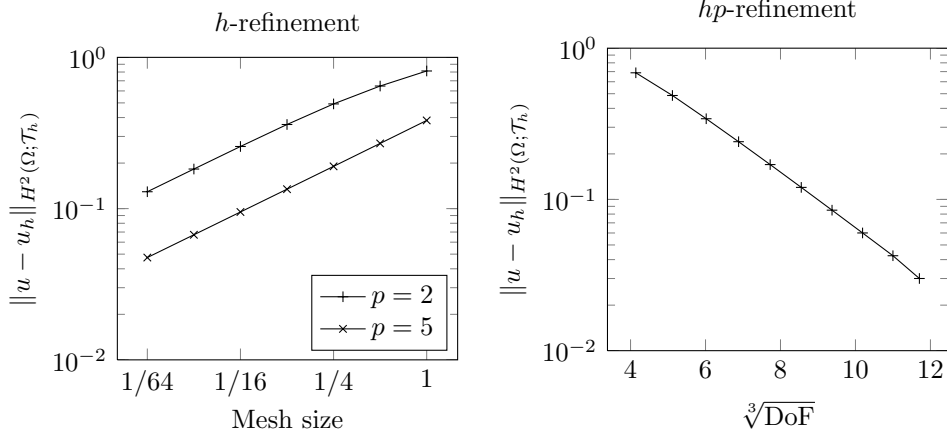 h-refinement
10^0
10^{-1}
10^{-2}
‖u − u_h‖_{H^2(Ω;𝒯_h)}
p = 2
p = 5
1/64 1/16 1/4 1
Mesh size
hp-refinement
10^0
10^{-1}
10^{-2}
‖u − u_h‖_{H^2(Ω;𝒯_h)}
4 6 8 10 12
∛DoF